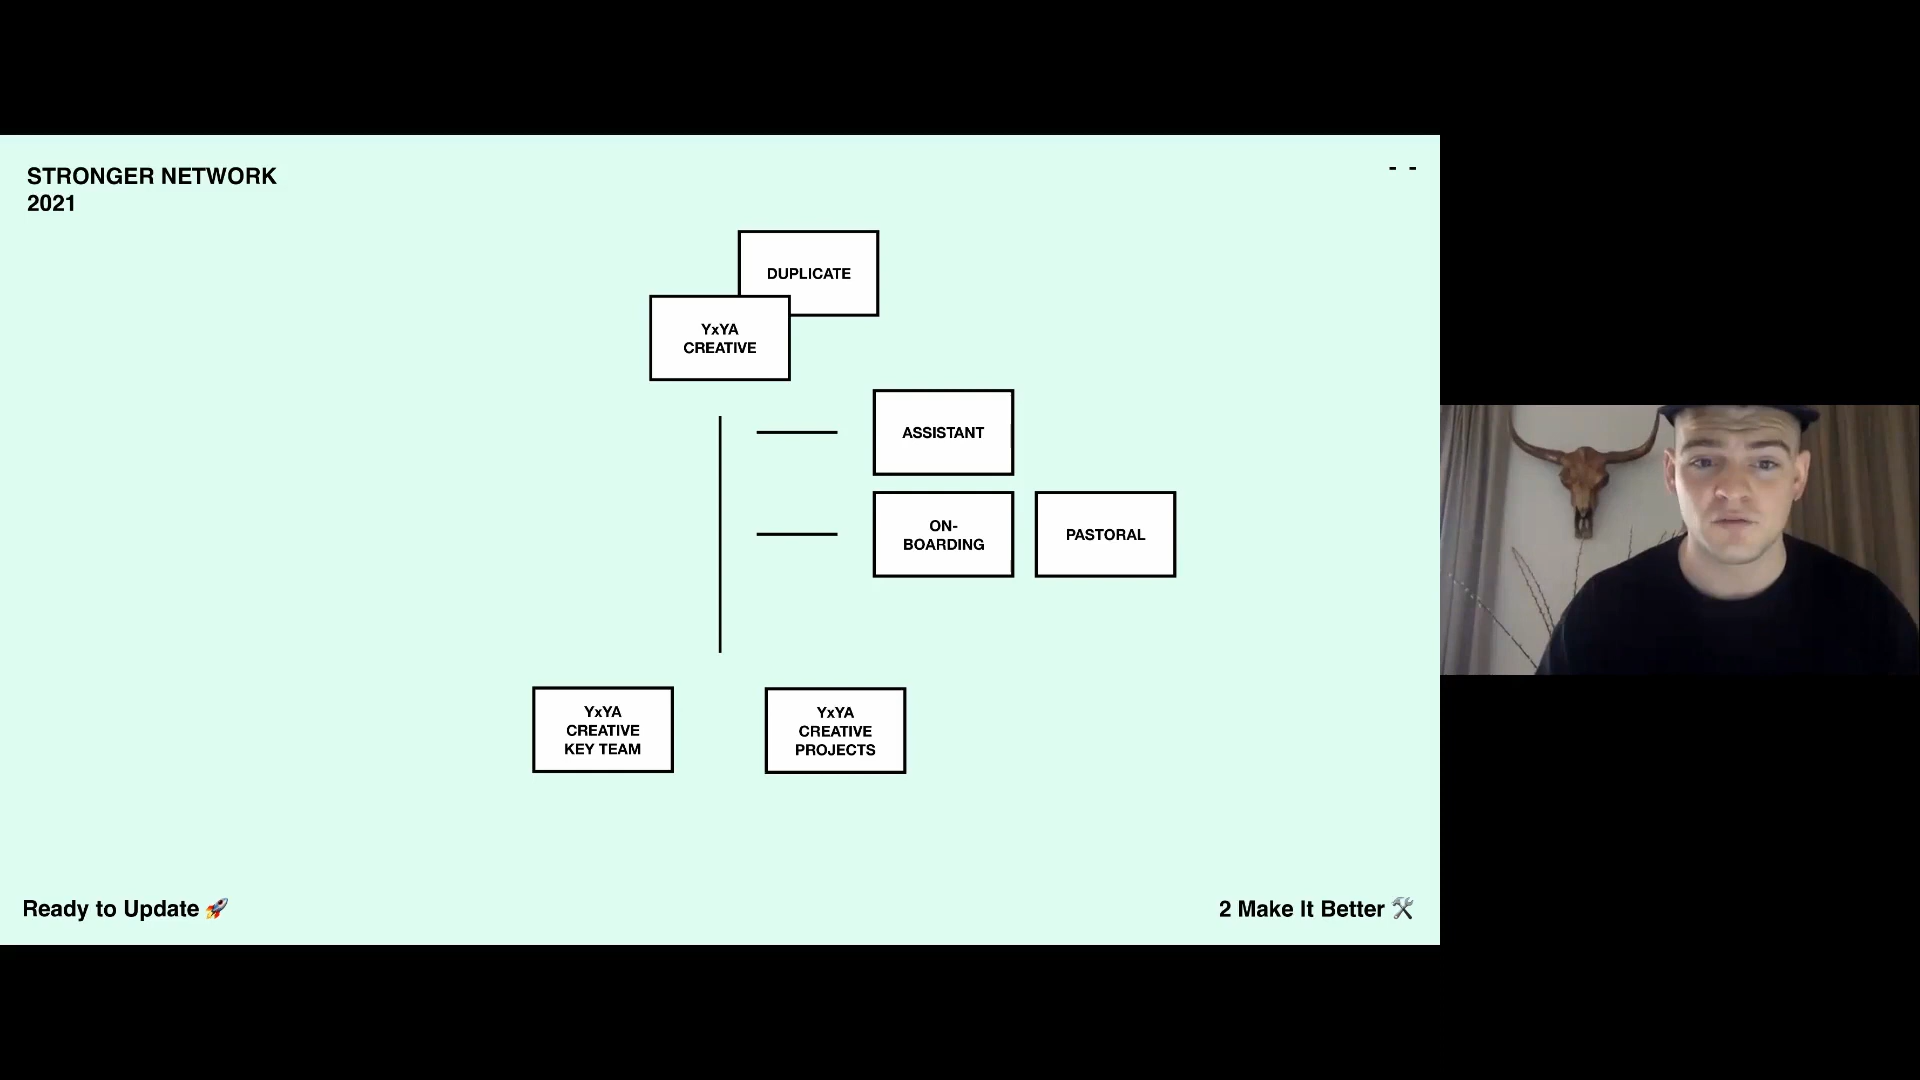 STRONGER NETWORK
2021
- -
DUPLICATE
YxYA
CREATIVE
ASSISTANT
ON-
BOARDING
PASTORAL
YxYA
CREATIVE
KEY TEAM
YxYA
CREATIVE
PROJECTS
Ready to Update 🚀
2 Make It Better 🛠